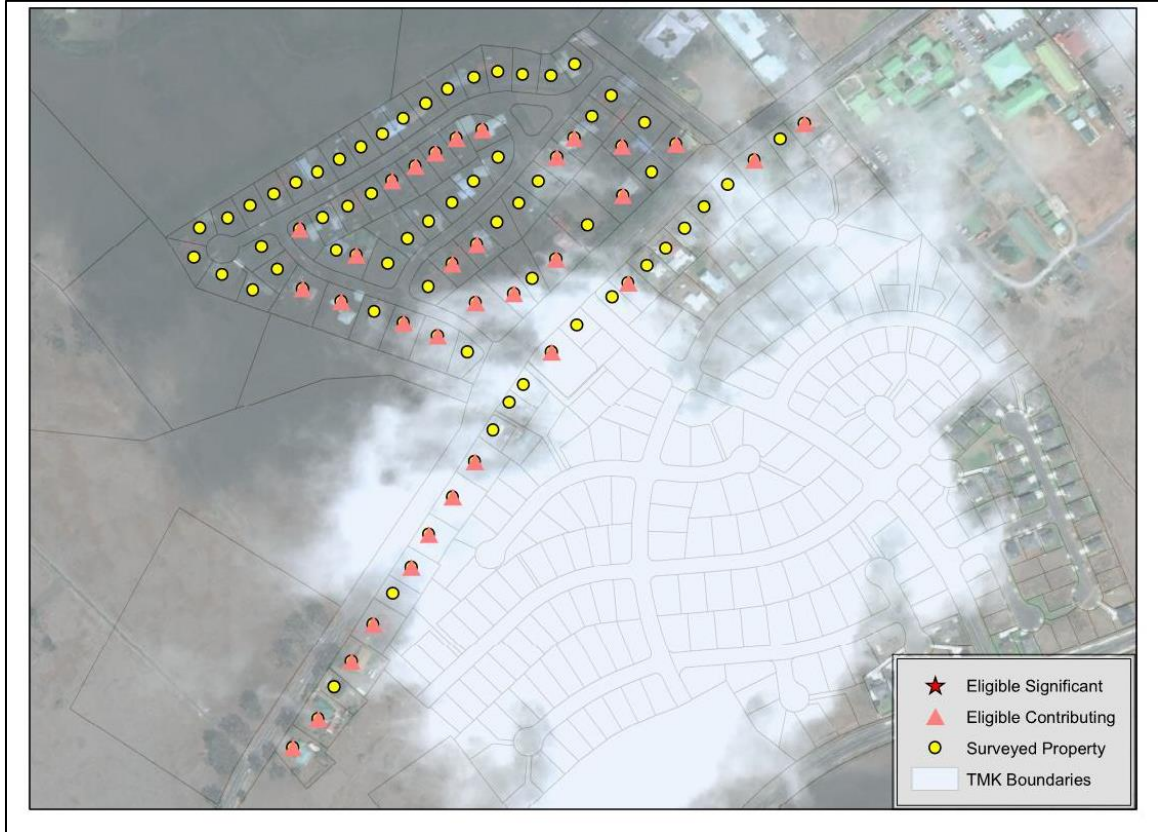 Eligible Significant
Eligible Contributing
Surveyed Property
TMK Boundaries